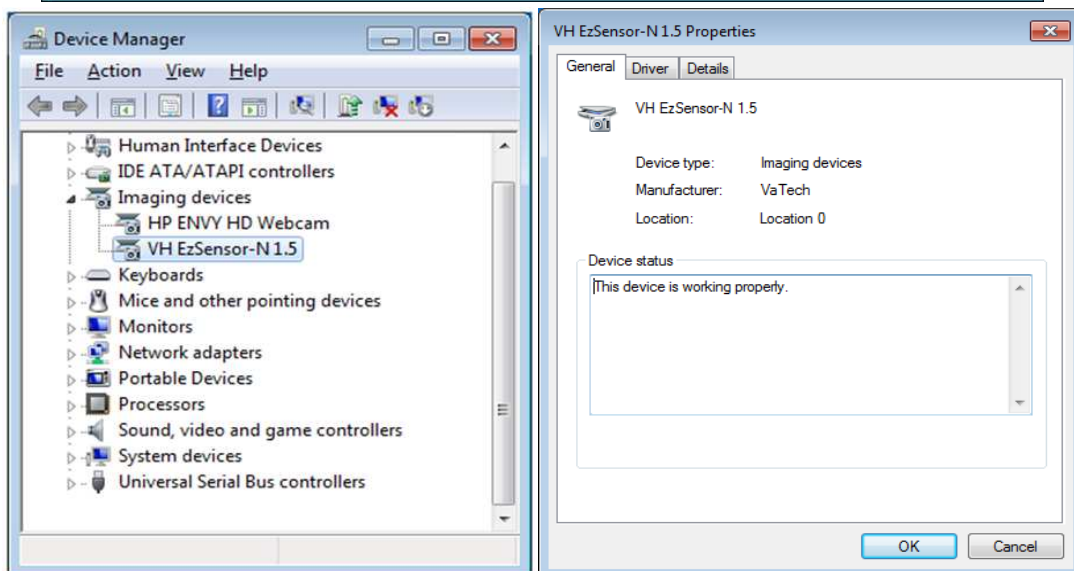 Device Manager
File Action View Help
Human Interface Devices
IDE ATA/ATAPI controllers
Imaging devices
HP ENVY HD Webcam
VH EzSensor-N 1.5
Keyboards
Mice and other pointing devices
Monitors
Network adapters
Portable Devices
Processors
Sound, video and game controllers
System devices
Universal Serial Bus controllers
VH EzSensor-N 1.5 Properties
General Driver Details
VH EzSensor-N 1.5
Device type: Imaging devices
Manufacturer: VaTech
Location: Location 0
Device status
This device is working properly.
OK Cancel